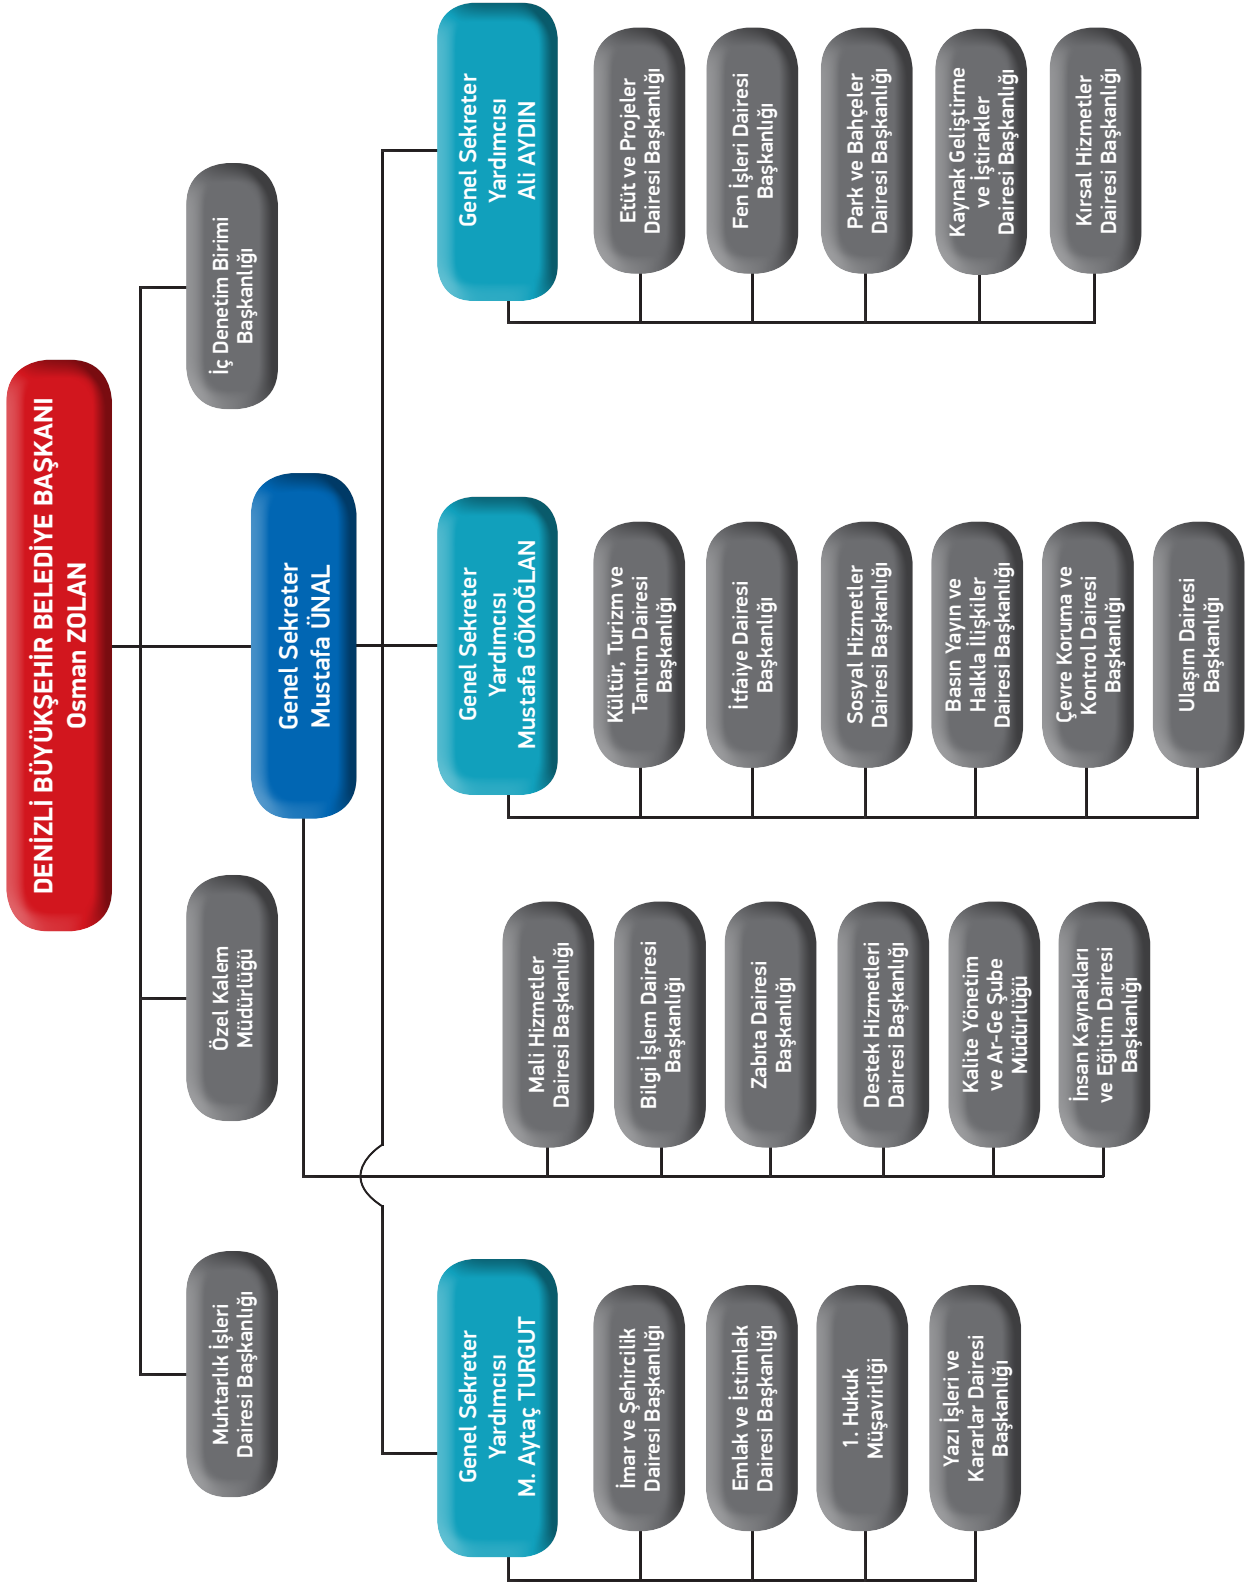 DENİZLİ BÜYÜKŞEHİR BELEDİYE BAŞKANI
Osman ZOLAN
Muhtarlık İşleri
Dairesi Başkanlığı
Özel Kalem
Müdürlüğü
İç Denetim Birimi
Başkanlığı
Genel Sekreter
Mustafa ÜNAL
Genel Sekreter
Yardımcısı
M. Aytaç TURGUT
İmar ve Şehircilik
Dairesi Başkanlığı
Emlak ve İstimlak
Dairesi Başkanlığı
1. Hukuk
Müşavirliği
Yazı İşleri ve
Kararlar Dairesi
Başkanlığı
Mali Hizmetler
Dairesi Başkanlığı
Bilgi İşlem Dairesi
Başkanlığı
Zabıta Dairesi
Başkanlığı
Destek Hizmetleri
Dairesi Başkanlığı
Kalite Yönetim
ve Ar-Ge Şube
Müdürlüğü
İnsan Kaynakları
ve Eğitim Dairesi
Başkanlığı
Genel Sekreter
Yardımcısı
Mustafa GÖKOĞLAN
Kültür, Turizm ve
Tanıtım Dairesi
Başkanlığı
İtfaiye Dairesi
Başkanlığı
Sosyal Hizmetler
Dairesi Başkanlığı
Basın Yayın ve
Halkla İlişkiler
Dairesi Başkanlığı
Çevre Koruma ve
Kontrol Dairesi
Başkanlığı
Ulaşım Dairesi
Başkanlığı
Genel Sekreter
Yardımcısı
Ali AYDIN
Etüt ve Projeler
Dairesi Başkanlığı
Fen İşleri Dairesi
Başkanlığı
Park ve Bahçeler
Dairesi Başkanlığı
Kaynak Geliştirme
ve İştirakler
Dairesi Başkanlığı
Kırsal Hizmetler
Dairesi Başkanlığı